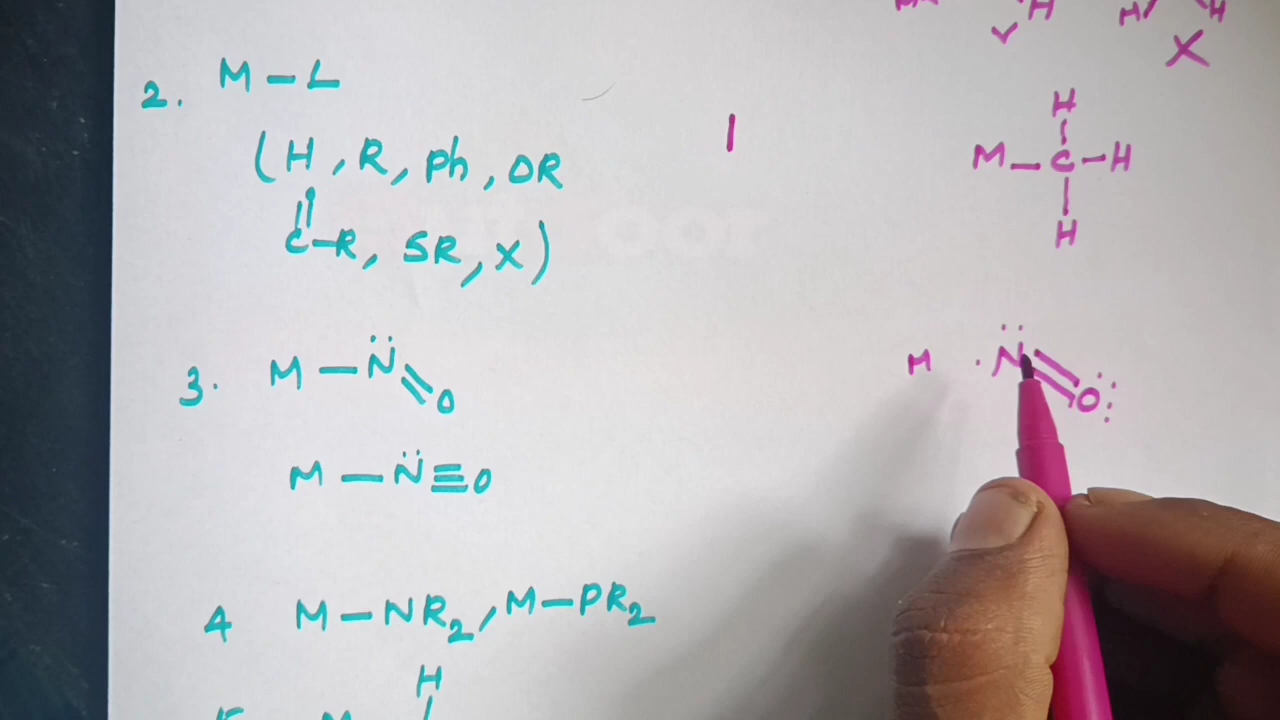 2. M – L
(H, R, Ph, OR
C–R, SR, X)
3. M – N̈ = O
M – N̈ ≡ O
4 M – NR₂, M – PR₂
H
M
H
H H
✓ X
1
H
M – C – H
H
M · N̈ = O